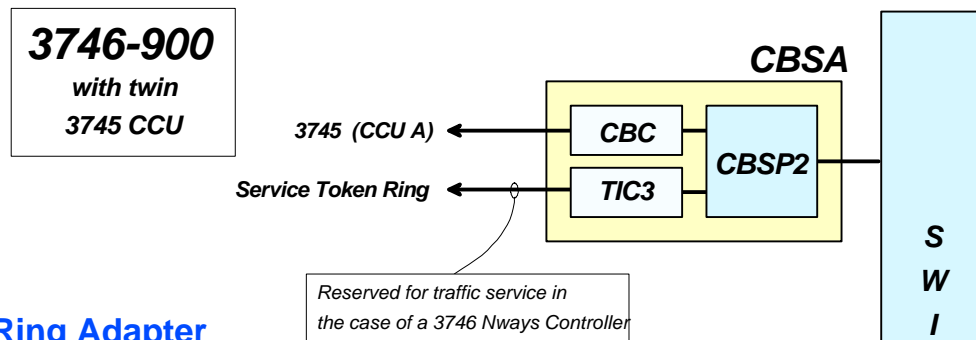 3746-900
with twin
3745 CCU
CBSA
3745 (CCU A)
CBC
CBSP2
Service Token Ring
TIC3
Reserved for traffic service in
the case of a 3746 Nways Controller
Ring Adapter
S
W
I